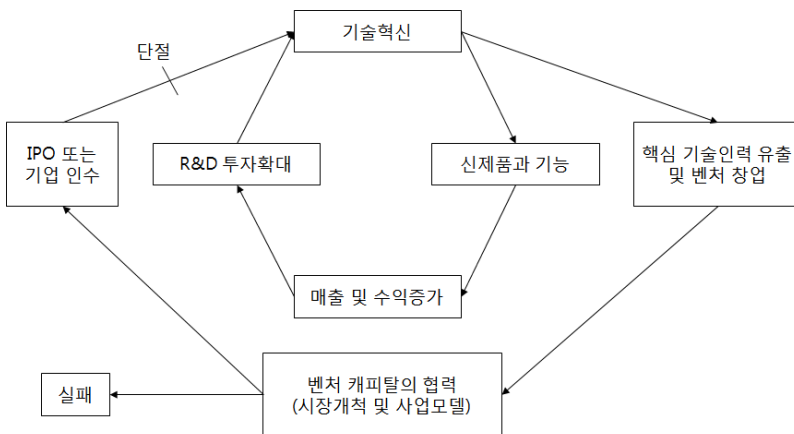 기술혁신
단절
IPO 또는
기업 인수
R&D 투자확대
신제품과 기능
핵심 기술인력 유출
및 벤처 창업
매출 및 수익증가
실패
벤처 캐피탈의 협력
(시장개척 및 사업모델)